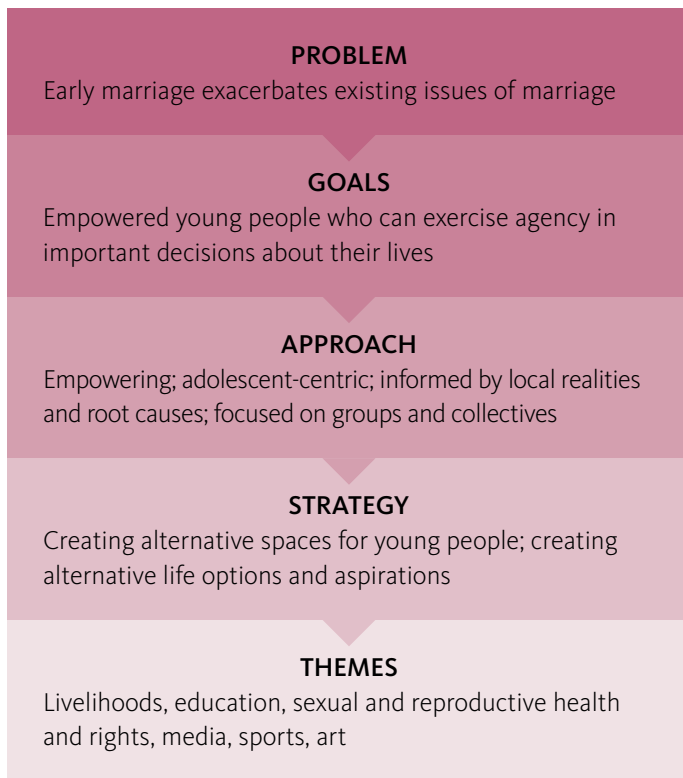 PROBLEM
Early marriage exacerbates existing issues of marriage
GOALS
Empowered young people who can exercise agency in
important decisions about their lives
APPROACH
Empowering; adolescent-centric; informed by local realities
and root causes; focused on groups and collectives
STRATEGY
Creating alternative spaces for young people; creating
alternative life options and aspirations
THEMES
Livelihoods, education, sexual and reproductive health
and rights, media, sports, art